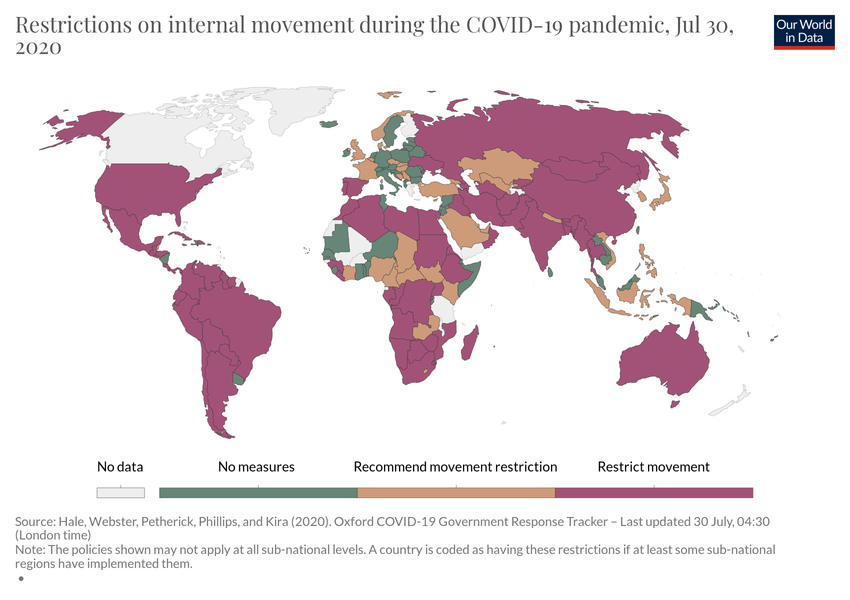 Restrictions on internal movement during the COVID-19 pandemic, Jul 30,
2020
Our World
in Data
No data
No measures
Recommend movement restriction
Restrict movement
Source: Hale, Webster, Petherick, Phillips, and Kira (2020). Oxford COVID-19 Government Response Tracker – Last updated 30 July, 04:30
(London time)
Note: The policies shown may not apply at all sub-national levels. A country is coded as having these restrictions if at least some sub-national
regions have implemented them.
•